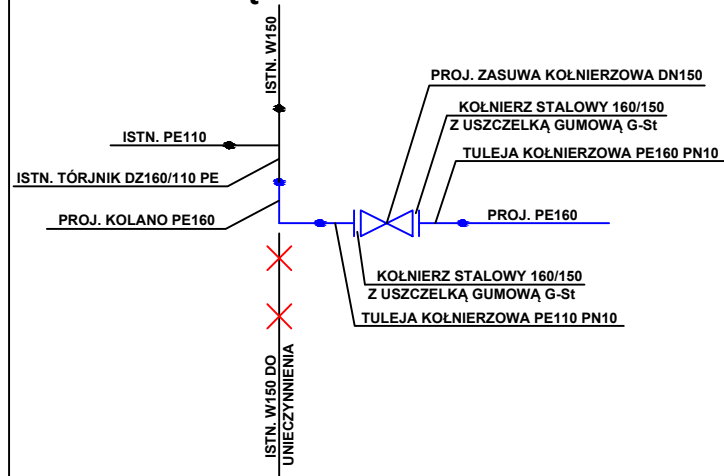 ISTN. W150
PROJ. ZASUWA KOŁNIERZOWA DN150
KOŁNIERZ STALOWY 160/150
Z USZCZELKĄ GUMOWĄ G-St
ISTN. PE110
TULEJA KOŁNIERZOWA PE160 PN10
ISTN. TÓRJNIK DZ160/110 PE
PROJ. KOLANO PE160
PROJ. PE160
KOŁNIERZ STALOWY 160/150
Z USZCZELKĄ GUMOWĄ G-St
TULEJA KOŁNIERZOWA PE110 PN10
ISTN. W150 DO
UNIECZYNNIENIA